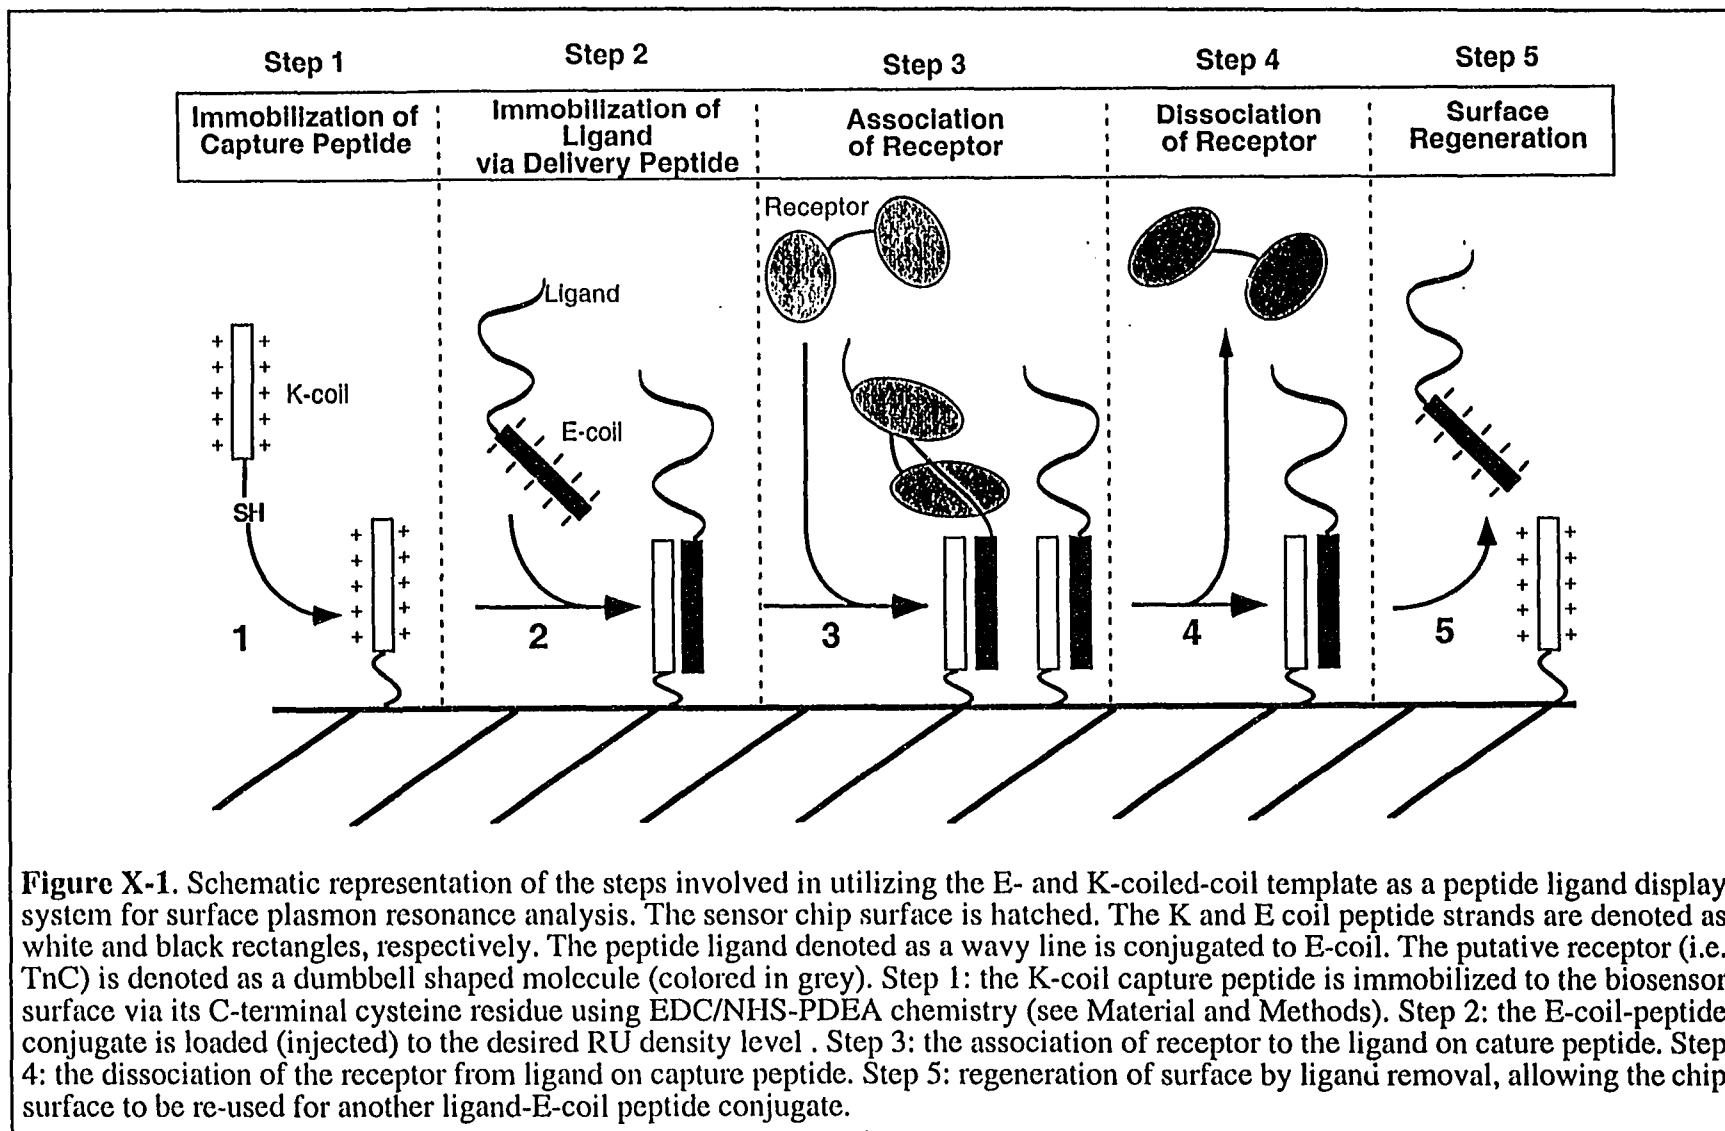 Step 1
Step 2
Step 3
Step 4
Step 5
Immobilization of
Capture Peptide
Immobilization of
Ligand
via Delivery Peptide
Association
of Receptor
Dissociation
of Receptor
Surface
Regeneration
Receptor
Ligand
K-coil
E-coil
SH
+ + + + + + + + + +
+ + + + + + + + + +
+ + + + + + + + + +
1
2
3
4
5
Figure X-1. Schematic representation of the steps involved in utilizing the E- and K-coiled-coil template as a peptide ligand display
system for surface plasmon resonance analysis. The sensor chip surface is hatched. The K and E coil peptide strands are denoted as
white and black rectangles, respectively. The peptide ligand denoted as a wavy line is conjugated to E-coil. The putative receptor (i.e.
TnC) is denoted as a dumbbell shaped molecule (colored in grey). Step 1: the K-coil capture peptide is immobilized to the biosensor
surface via its C-terminal cysteine residue using EDC/NHS-PDEA chemistry (see Material and Methods). Step 2: the E-coil-peptide
conjugate is loaded (injected) to the desired RU density level . Step 3: the association of receptor to the ligand on cature peptide. Step
4: the dissociation of the receptor from ligand on capture peptide. Step 5: regeneration of surface by ligand removal, allowing the chip
surface to be re-used for another ligand-E-coil peptide conjugate.